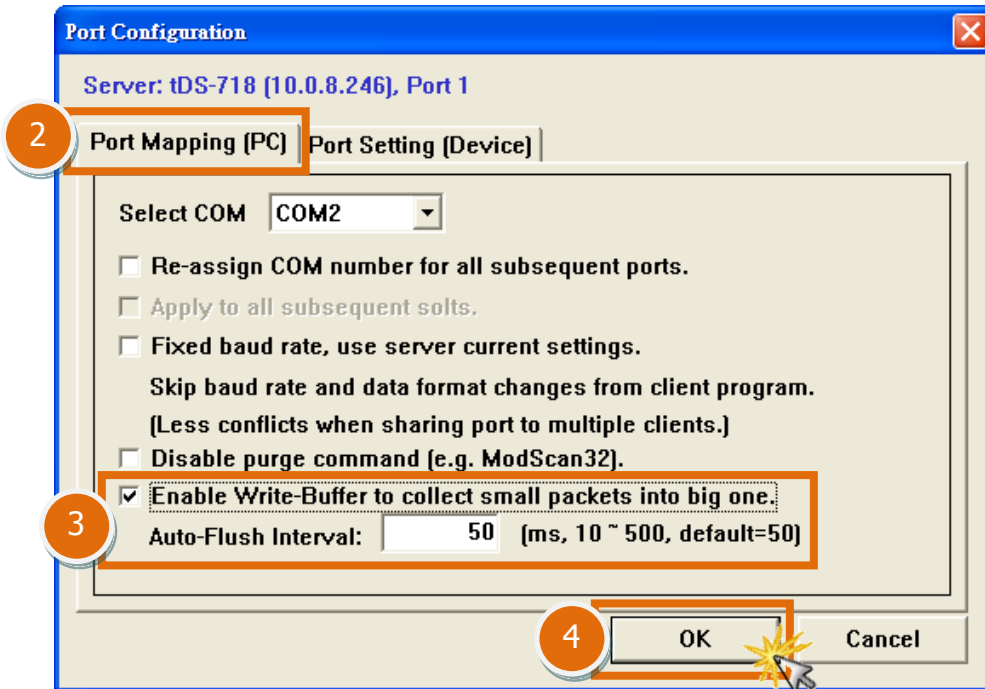 Port Configuration
Server: tDS-718 (10.0.8.246), Port 1
2
Port Mapping (PC) Port Setting (Device)
Select COM COM2
Re-assign COM number for all subsequent ports.
Apply to all subsequent solts.
Fixed baud rate, use server current settings.
Skip baud rate and data format changes from client program.
(Less conflicts when sharing port to multiple clients.)
Disable purge command (e.g. ModScan32).
Enable Write-Buffer to collect small packets into big one.
3
Auto-Flush Interval: 50 (ms, 10 ~ 500, default=50)
4
OK Cancel